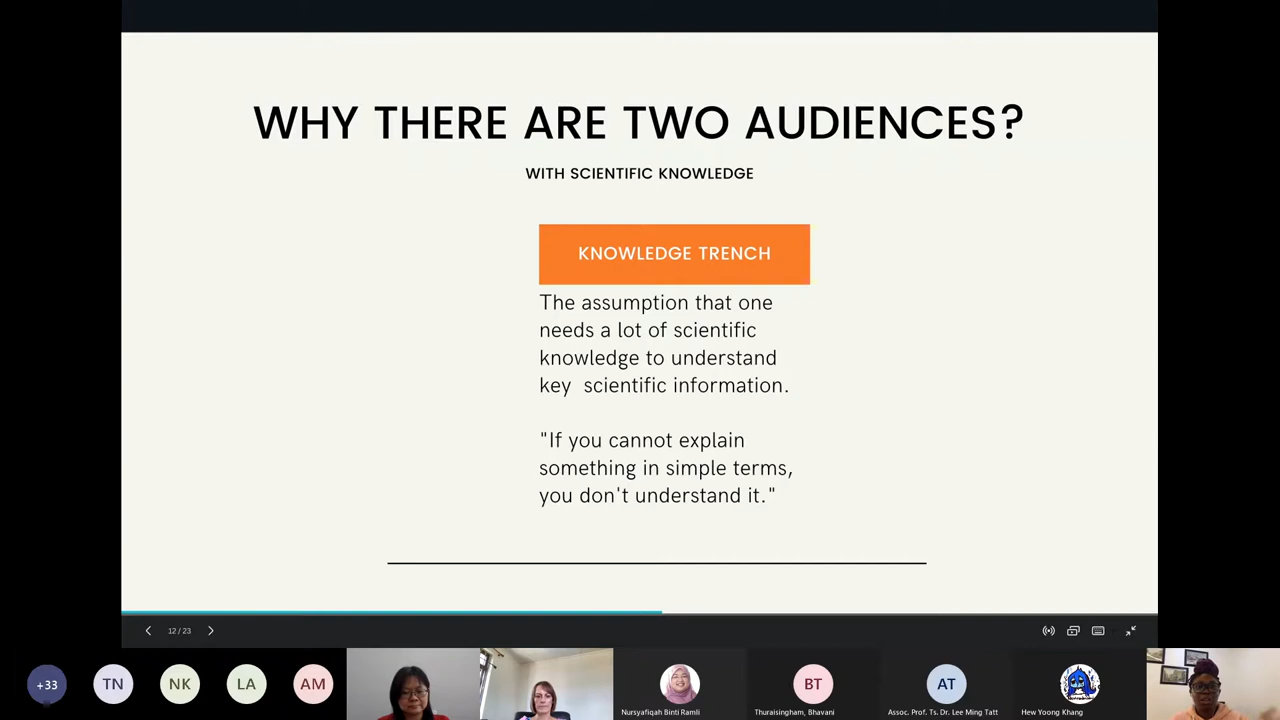 WHY THERE ARE TWO AUDIENCES?
WITH SCIENTIFIC KNOWLEDGE
KNOWLEDGE TRENCH
The assumption that one
needs a lot of scientific
knowledge to understand
key  scientific information.
"If you cannot explain
something in simple terms,
you don't understand it."
12 / 23
+33
TN
NK
LA
AM
BT
AT
Nursyafiqah Binti Ramli
Thuraisingham, Bhavani
Assoc. Prof. Ts. Dr. Lee Ming Tatt
Hew Yoong Khang